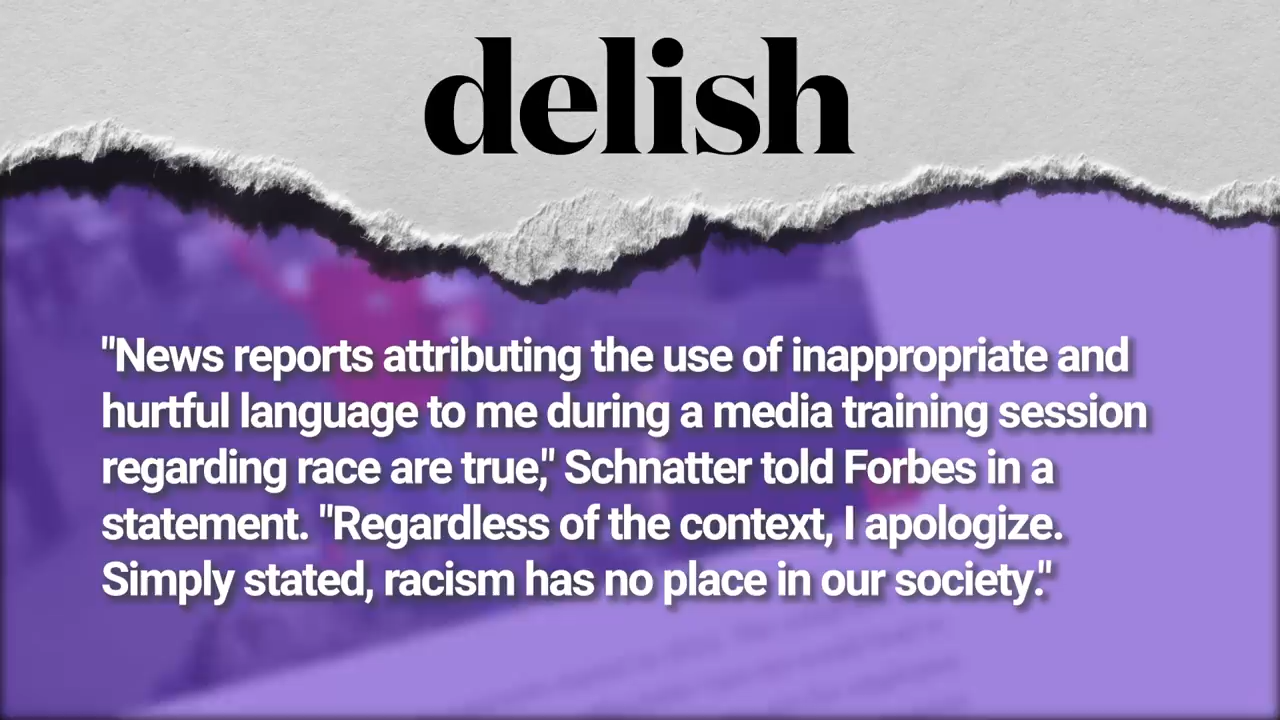 delish
"News reports attributing the use of inappropriate and
hurtful language to me during a media training session
regarding race are true," Schnatter told Forbes in a
statement. "Regardless of the context, I apologize.
Simply stated, racism has no place in our society."